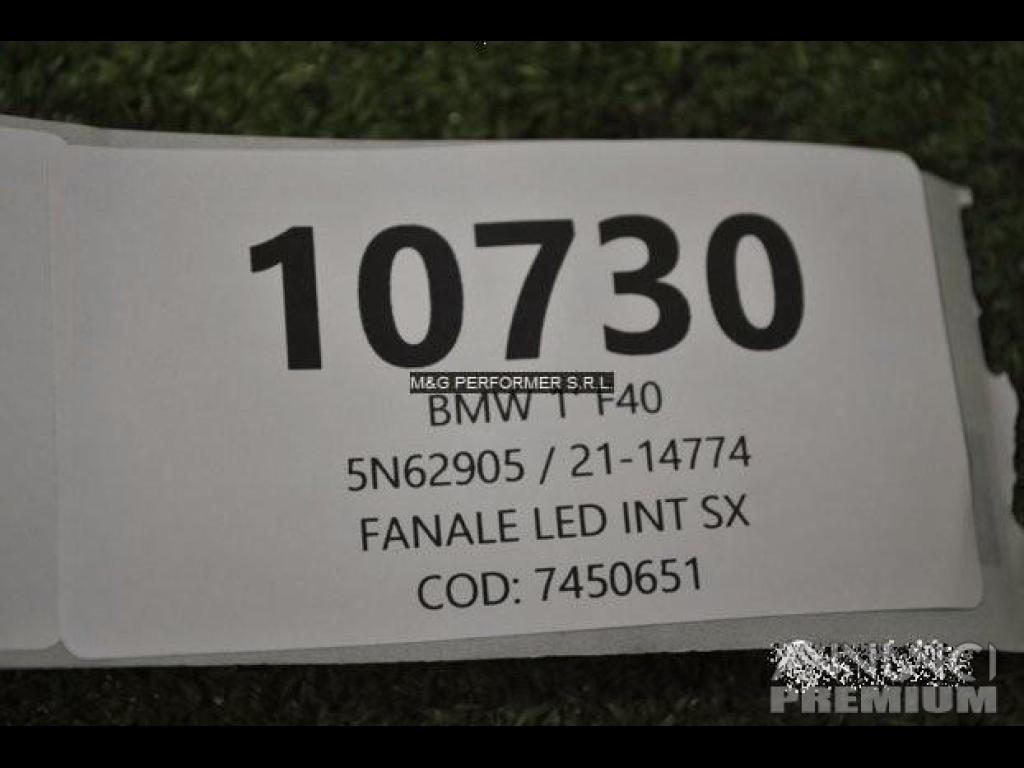 10730
M&G PERFORMER S.R.L.
BMW 1" F40
5N62905 / 21-14774
FANALE LED INT SX
COD: 7450651
PREMIUM